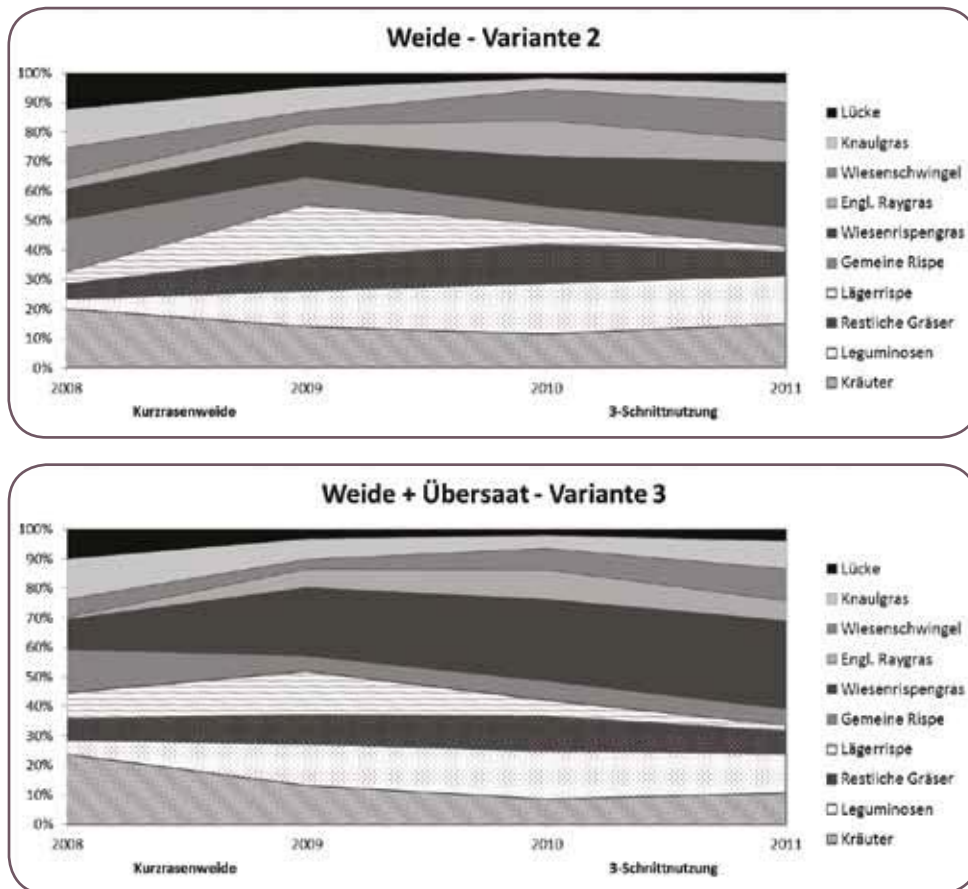 Weide - Variante 2
100%
90%
80%
70%
60%
50%
40%
30%
20%
10%
0%
2008 2009 2010 2011
Kurzrasenweide 3-Schnittnutzung
Lücke
Knaulgras
Wiesenschwingel
Engl. Raygras
Wiesenrispengras
Gemeine Rispe
Lägerrispe
Restliche Gräser
Leguminosen
Kräuter
Weide + Übersaat - Variante 3
100%
90%
80%
70%
60%
50%
40%
30%
20%
10%
0%
2008 2009 2010 2011
Kurzrasenweide 3-Schnittnutzung
Lücke
Knaulgras
Wiesenschwingel
Engl. Raygras
Wiesenrispengras
Gemeine Rispe
Lägerrispe
Restliche Gräser
Leguminosen
Kräuter